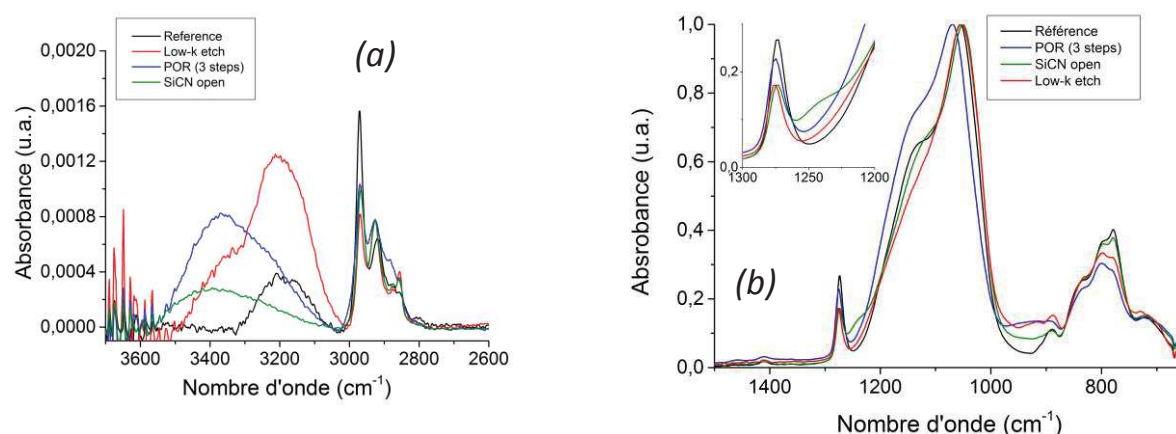 Reference
Low-k etch
POR (3 steps)
SiCN open
(a)
0,0020
0,0016
0,0012
0,0008
0,0004
0,0000
Absorbance (u.a.)
3600 3400 3200 3000 2800 2600
Nombre d'onde (cm-1)
Référence
POR (3 steps)
SiCN open
Low-k etch
(b)
1,0
0,8
0,6
0,4
0,2
0,0
Absrobance (u.a.)
0,2
0,0
1300 1250 1200
1400 1200 1000 800
Nombre d'onde (cm-1)